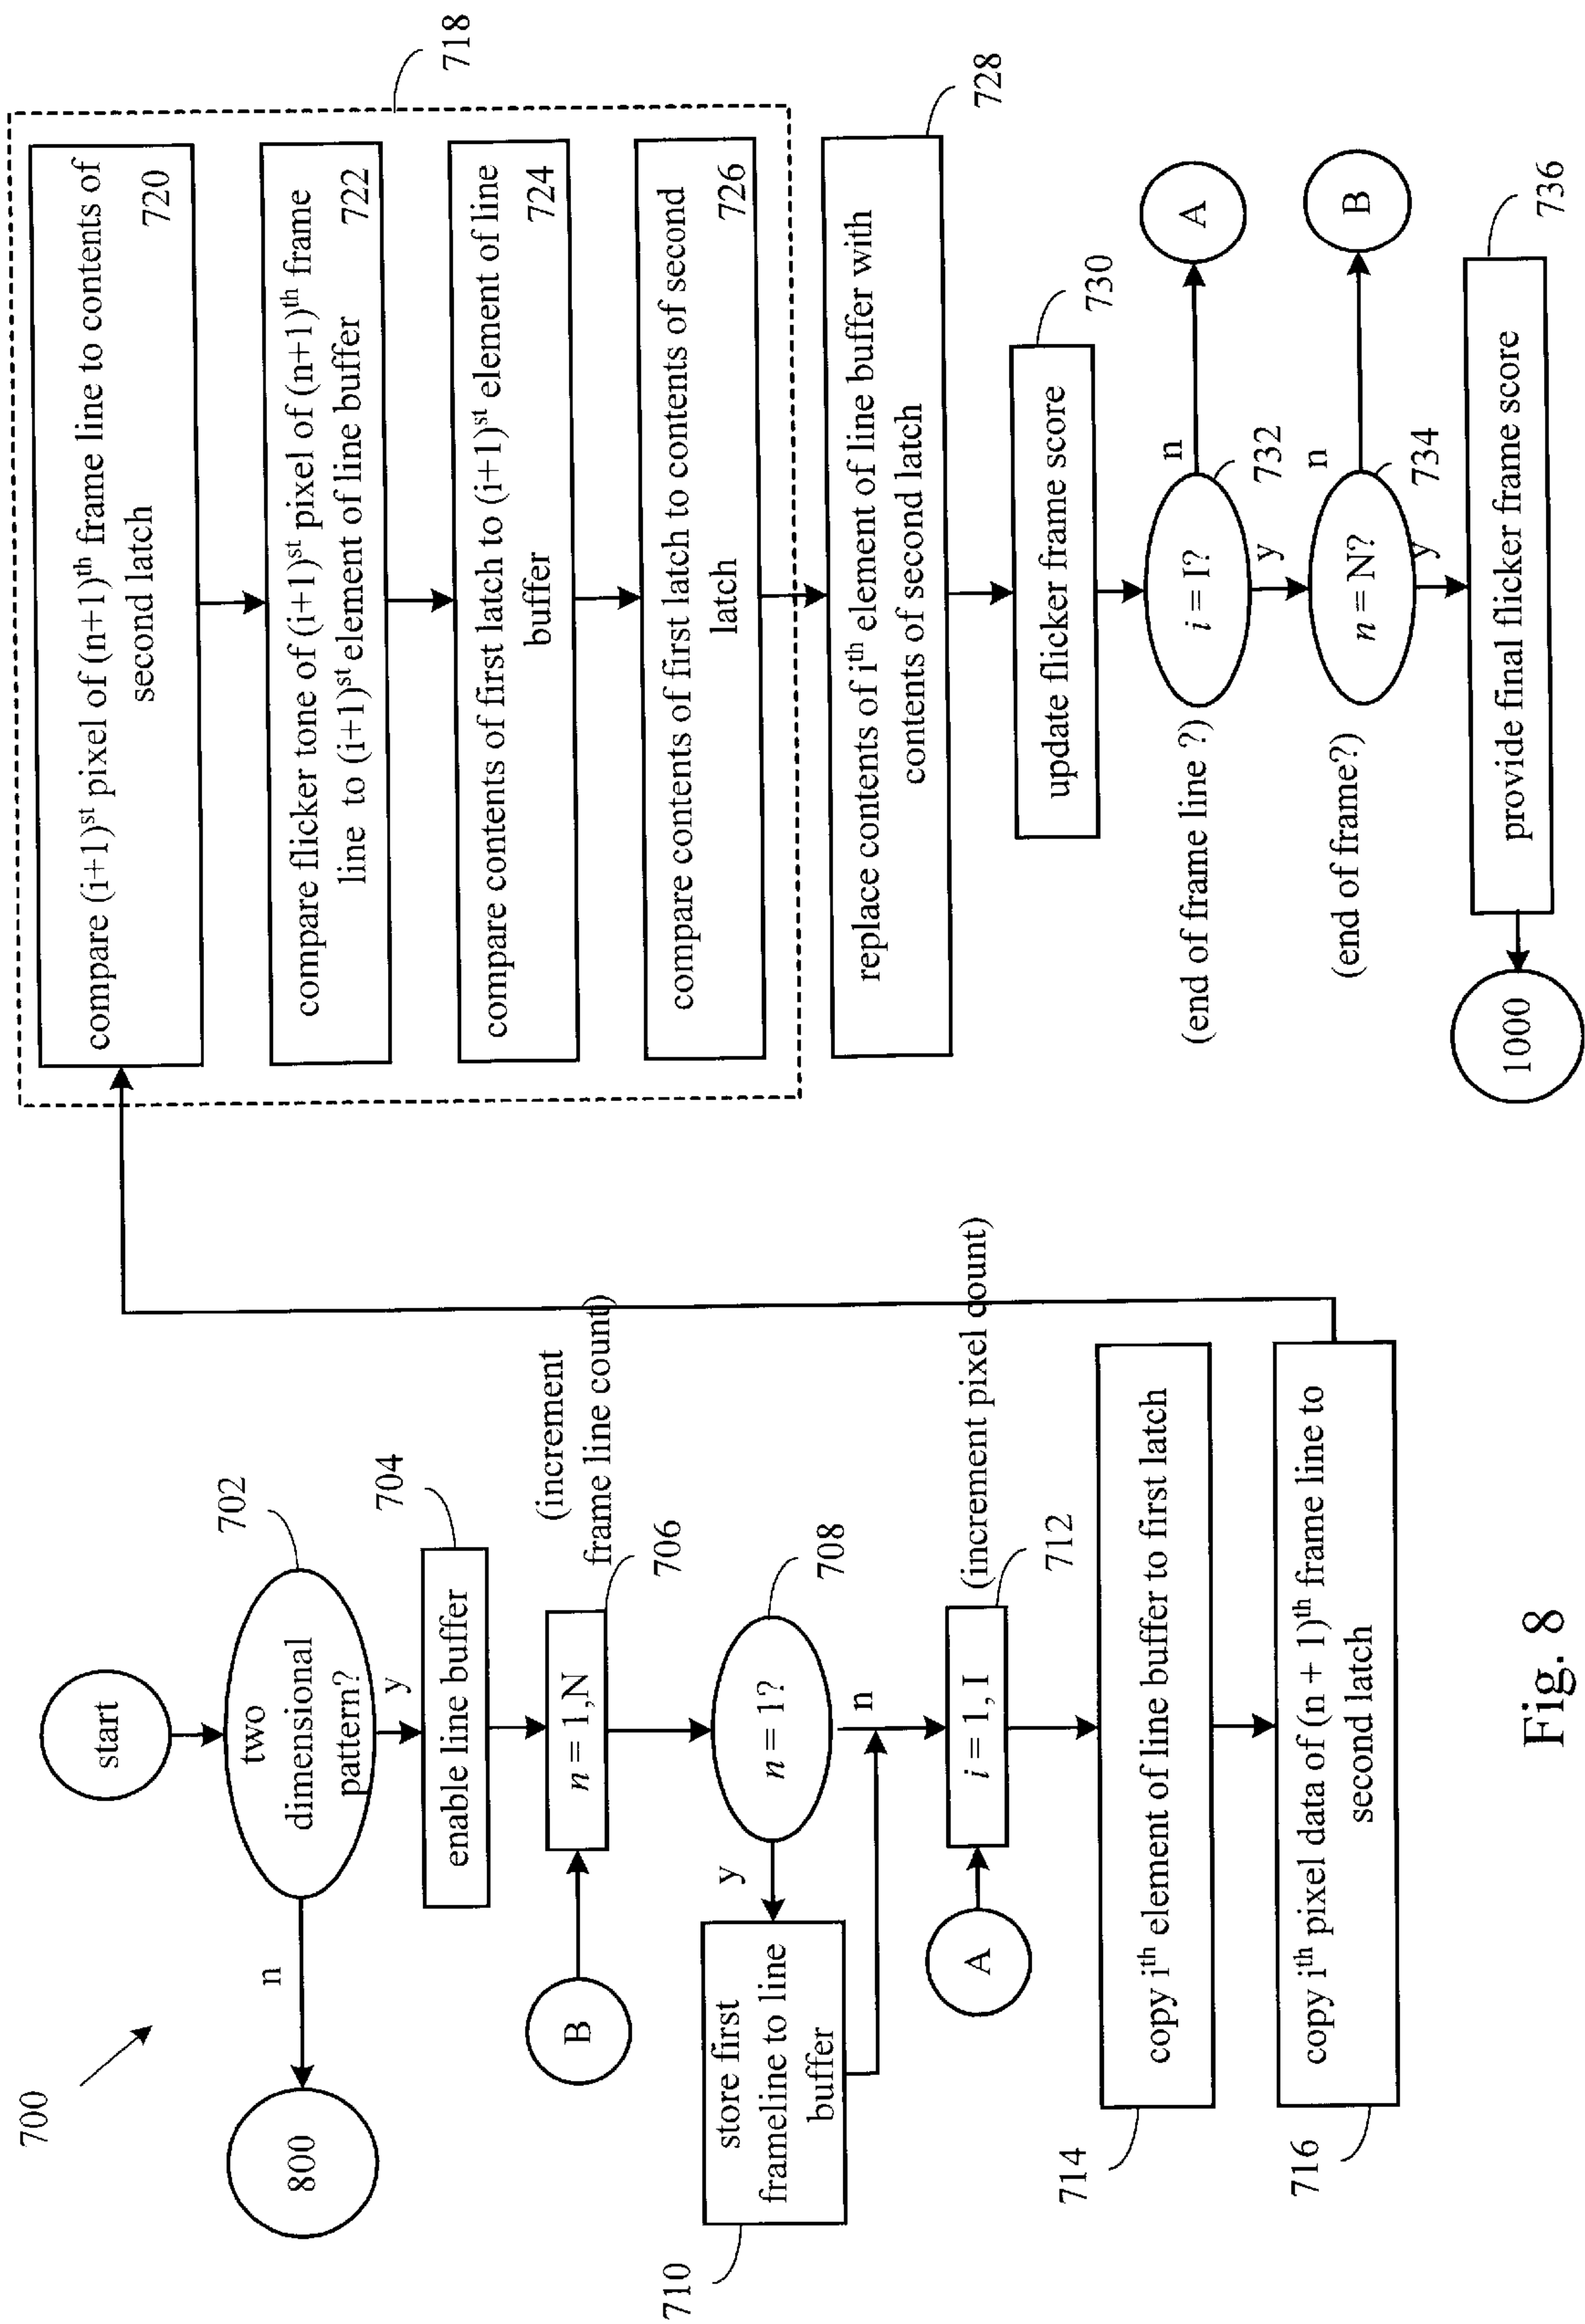 700
start
two
dimensional
pattern?
702
n
800
y
enable line buffer
704
(increment
frame line count)
B
n = 1,N
706
n = 1?
708
y
n
store first
frameline to line
buffer
710
(increment pixel count)
A
i = 1, I
712
copy ith element of line buffer to first latch
714
copy ith pixel data of (n + 1)th frame line to
second latch
716
718
compare (i+1)st pixel of (n+1)th frame line to contents of
second latch
720
compare flicker tone of (i+1)st pixel of (n+1)th frame
line to (i+1)st element of line buffer
722
compare contents of first latch to (i+1)st element of line
buffer
724
compare contents of first latch to contents of second
latch
726
replace contents of ith element of line buffer with
contents of second latch
728
update flicker frame score
730
(end of frame line ?)
i = I?
n
A
732
y
(end of frame?)
n = N?
n
B
734
y
provide final flicker frame score
736
1000
Fig. 8